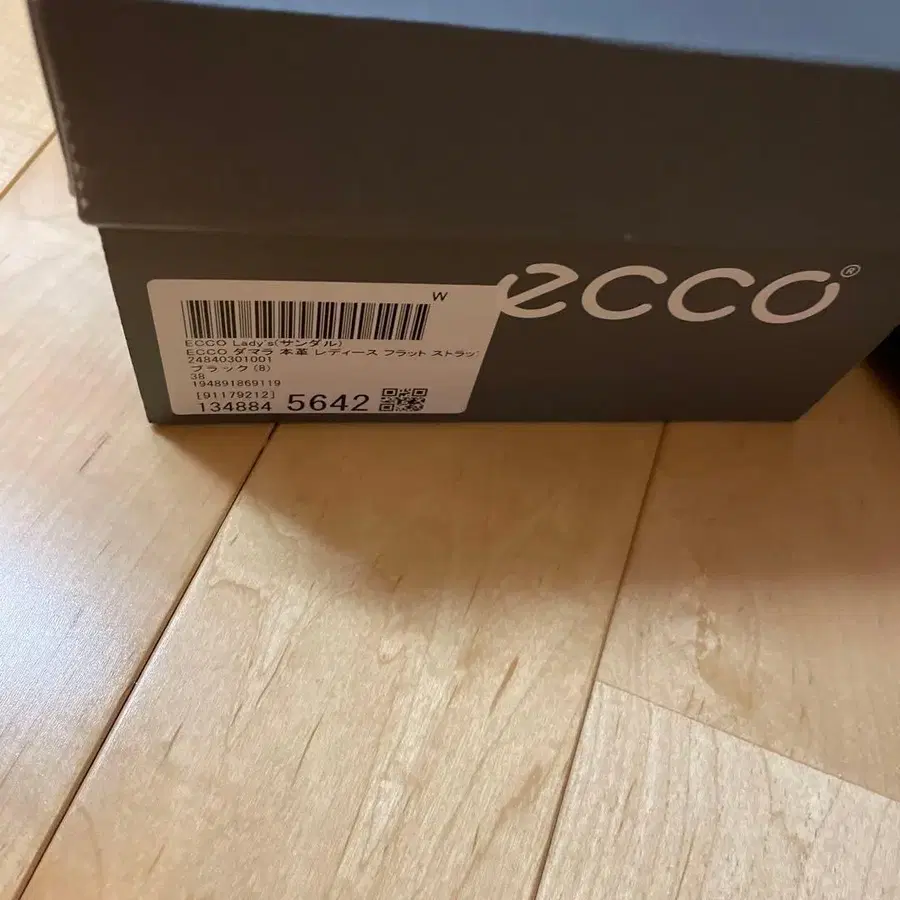 ecco®
W
ECCO Lady's(サンダル)
ECCO ダマラ 本革 レディース フラット ストラッ
24840301001
ブラック(8)
38
194891869119
[91179212]
134884 5642